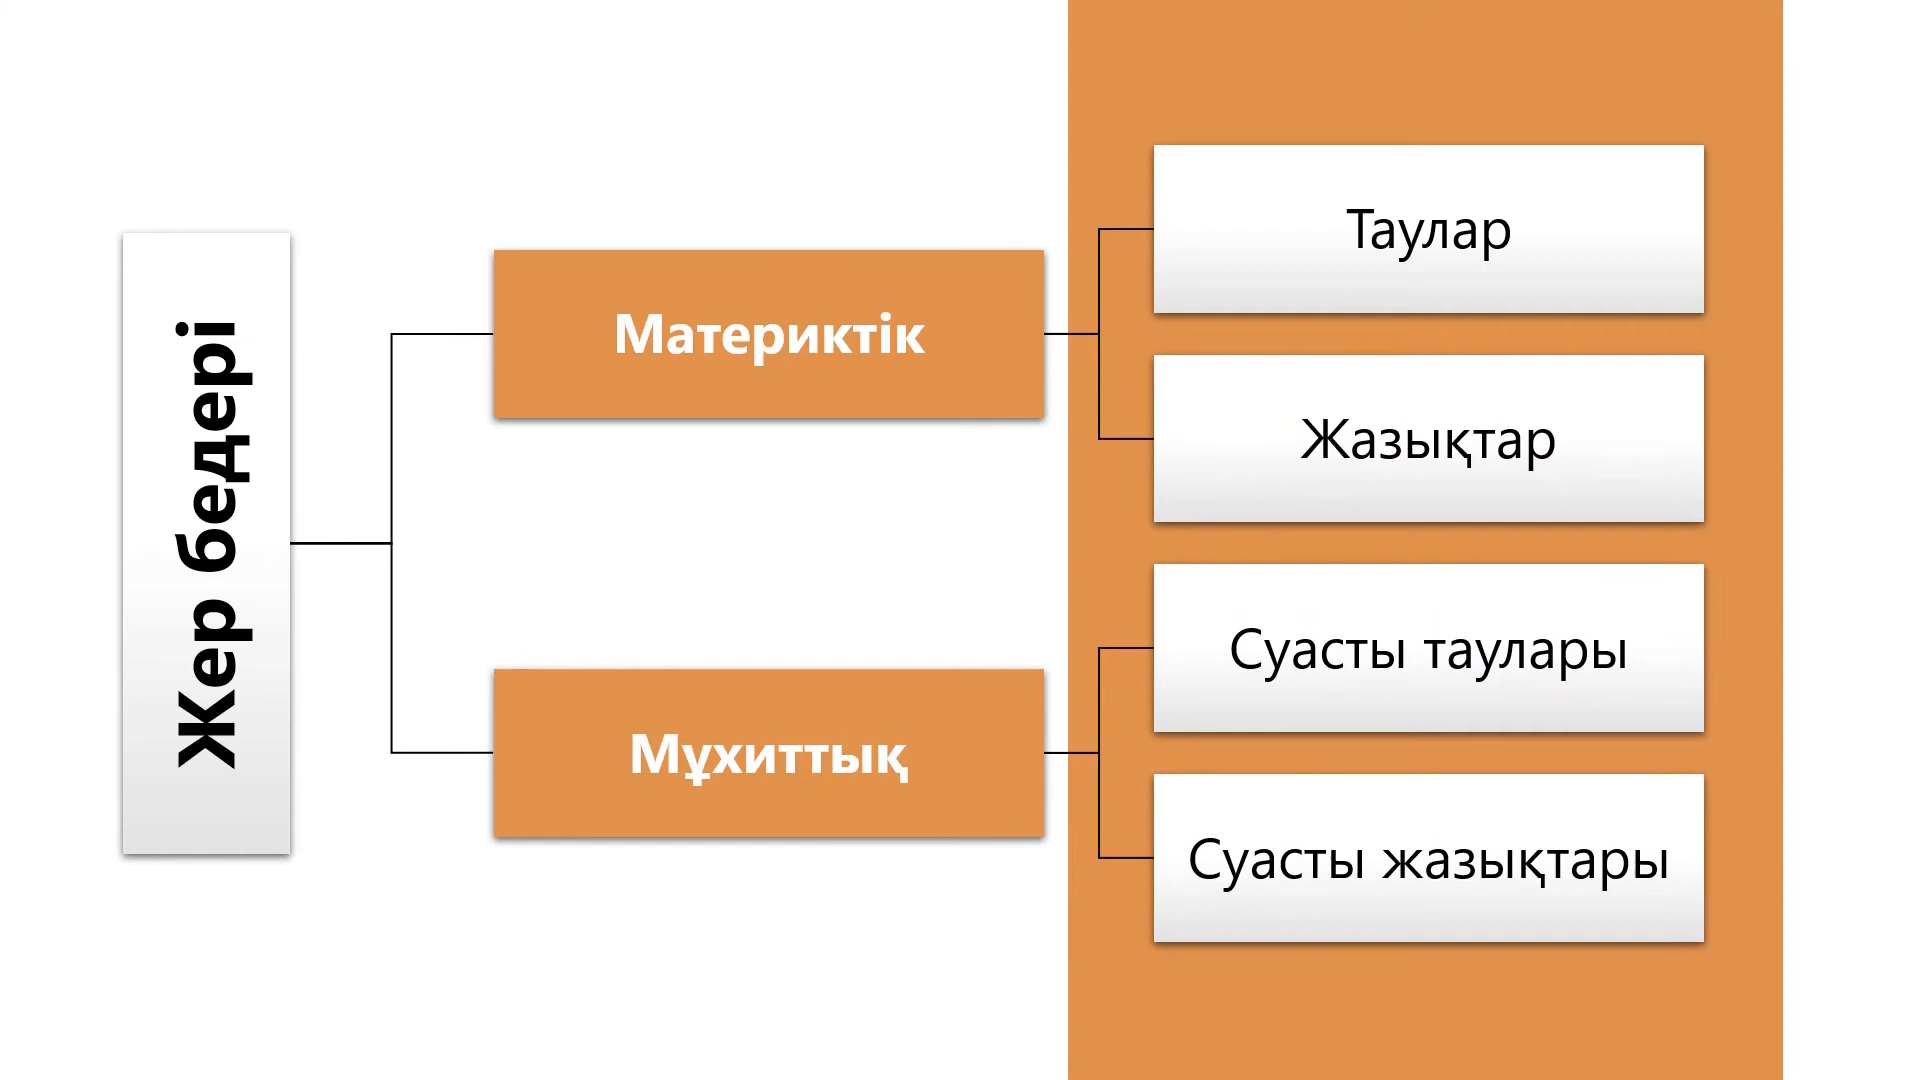 Жер бедері
Материктік
Таулар
Жазықтар
Мұхиттық
Суасты таулары
Суасты жазықтары